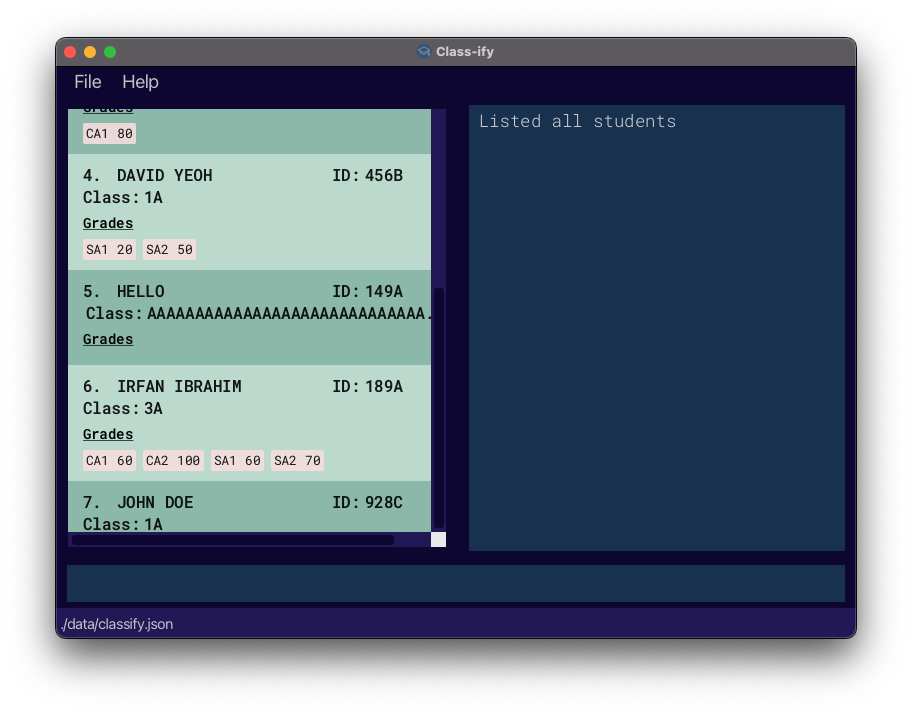 Class-ify
File Help
Grades
CA1 80
4. DAVID YEOH ID: 456B
Class: 1A
Grades
SA1 20 SA2 50
5. HELLO ID: 149A
Class: AAAAAAAAAAAAAAAAAAAAAAAAAAAAA.
Grades
6. IRFAN IBRAHIM ID: 189A
Class: 3A
Grades
CA1 60 CA2 100 SA1 60 SA2 70
7. JOHN DOE ID: 928C
Class: 1A
Listed all students
./data/classify.json